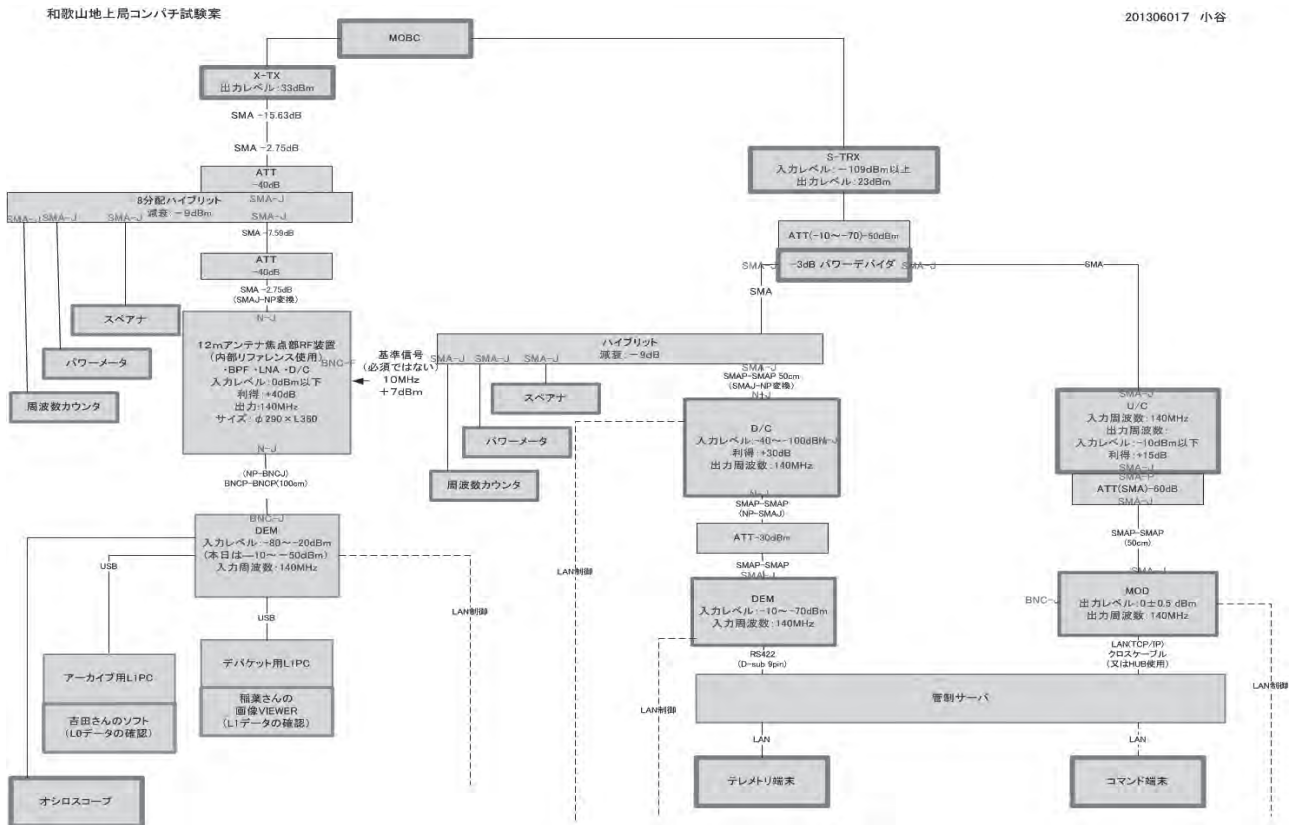 和歌山地上局コンパチ試験案
201306017 小谷
MOBC
X-TX
出力レベル:33dBm
SMA -15.63dB
SMA -2.75dB
ATT
-40dB
8分配ハイブリット
減衰:-9dBm
SMA-J
SMA-J
SMA-J
SMA-J
SMA-J
SMA -7.59dB
ATT
-40dB
SMA -2.75dB
(SMAJ-NP変換)
スペアナ
パワーメータ
周波数カウンタ
N-J
12mアンテナ焦点部RF装置
(内部リファレンス使用)
・BPF ・LNA ・D/C
入力レベル:0dBm以下
利得:+40dB
出力:140MHz
サイズ:φ290×L380
N-J
BNC-F
基準信号
(必須ではない)
10MHz
+7dBm
(NP-BNCJ)
BNCP-BNCP(100cm)
BNC-J
DEM
入力レベル:-80~-20dBm
(本日は-10~-50dBm)
入力周波数:140MHz
USB
USB
LAN制御
アーカイブ用LIPC
吉田さんのソフト
(L0データの確認)
デパケット用LIPC
稲葉さんの
画像VIEWER
(L1データの確認)
オシロスコープ
S-TRX
入力レベル:-109dBm以上
出力レベル:23dBm
ATT(-10~-70)-50dBm
SMA-J
-3dB パワーデバイダ
SMA-J
SMA
SMA
ハイブリット
減衰:-9dB
SMA-J
SMA-J
SMA-J
SMA-J
SMAP-SMAP 50cm
(SMAJ-NP変換)
スペアナ
パワーメータ
周波数カウンタ
N-J
D/C
入力レベル:-40~-100dBm
N-J
利得:+30dB
出力周波数:140MHz
N-J
SMAP-SMAP
(NP-SMAJ)
ATT-30dBm
SMAP-SMAP
SMA-J
DEM
入力レベル:-10~-70dBm
入力周波数:140MHz
LAN制御
LAN制御
RS422
(D-sub 9pin)
SMA-J
U/C
入力周波数:140MHz
出力周波数:
入力レベル:-10dBm以下
利得:+15dB
SMA-J
SMA-P
ATT(SMA)-60dB
SMA-J
SMAP-SMAP
(50cm)
SMA-J
BNC-J
MOD
出力レベル:0±0.5 dBm
出力周波数:140MHz
LAN(TCP/IP)
クロスケーブル
(又はHUB使用)
LAN制御
管制サーバ
LAN
LAN
テレメトリ端末
コマンド端末